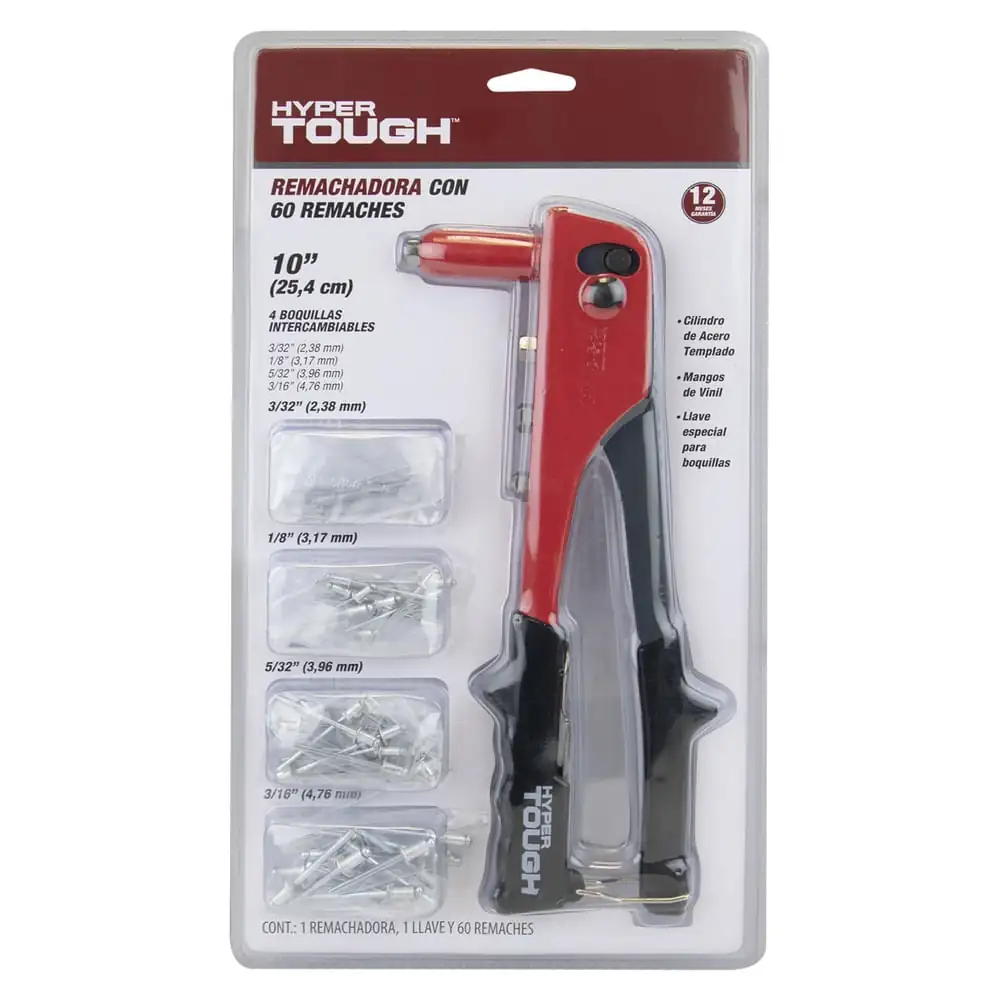 HYPER
TOUGH™
REMACHADORA CON
60 REMACHES
12
MESES
GARANTÍA
10”
(25,4 cm)
4 BOQUILLAS
INTERCAMBIABLES
3/32” (2,38 mm)
1/8” (3,17 mm)
5/32” (3,96 mm)
3/16” (4,76 mm)
• Cilindro
de Acero
Templado
• Mangos
de Vinil
• Llave
especial
para
boquillas
3/32” (2,38 mm)
1/8” (3,17 mm)
5/32” (3,96 mm)
3/16” (4,76 mm)
HYPER
TOUGH
CONT.: 1 REMACHADORA, 1 LLAVE Y 60 REMACHES